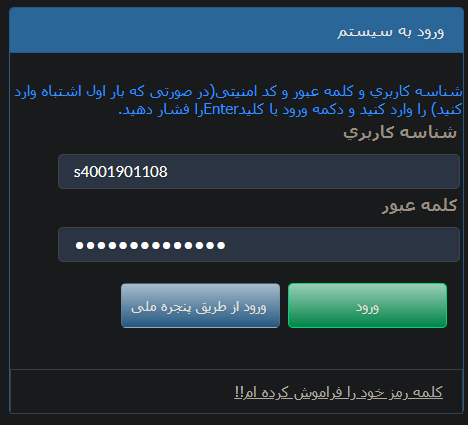 ورود به سیستم
شناسه کاربري و کلمه عبور و کد امنیتی(در صورتی که بار اول اشتباه وارد
کنید) را وارد کنید و دکمه ورود یا کلیدEnterرا فشار دهید.
شناسه کاربري
s4001901108
کلمه عبور
●●●●●●●●●●●●●●
ورود
ورود از طریق پنجره ملی
کلمه رمز خود را فراموش کرده ام!!